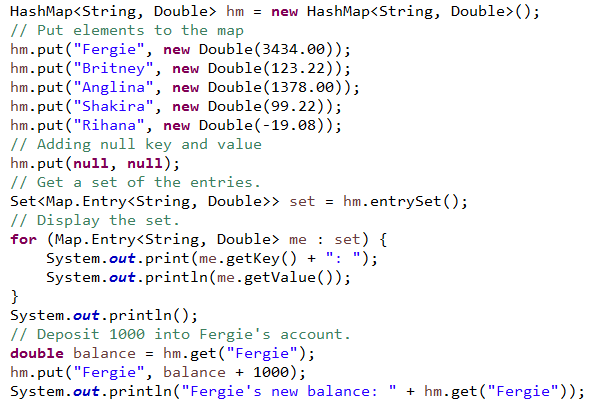 HashMap<String, Double> hm = new HashMap<String, Double>();
// Put elements to the map
hm.put("Fergie", new Double(3434.00));
hm.put("Britney", new Double(123.22));
hm.put("Anglina", new Double(1378.00));
hm.put("Shakira", new Double(99.22));
hm.put("Rihana", new Double(-19.08));
// Adding null key and value
hm.put(null, null);
// Get a set of the entries.
Set<Map.Entry<String, Double>> set = hm.entrySet();
// Display the set.
for (Map.Entry<String, Double> me : set) {
    System.out.print(me.getKey() + ": ");
    System.out.println(me.getValue());
}
System.out.println();
// Deposit 1000 into Fergie's account.
double balance = hm.get("Fergie");
hm.put("Fergie", balance + 1000);
System.out.println("Fergie's new balance: " + hm.get("Fergie"));